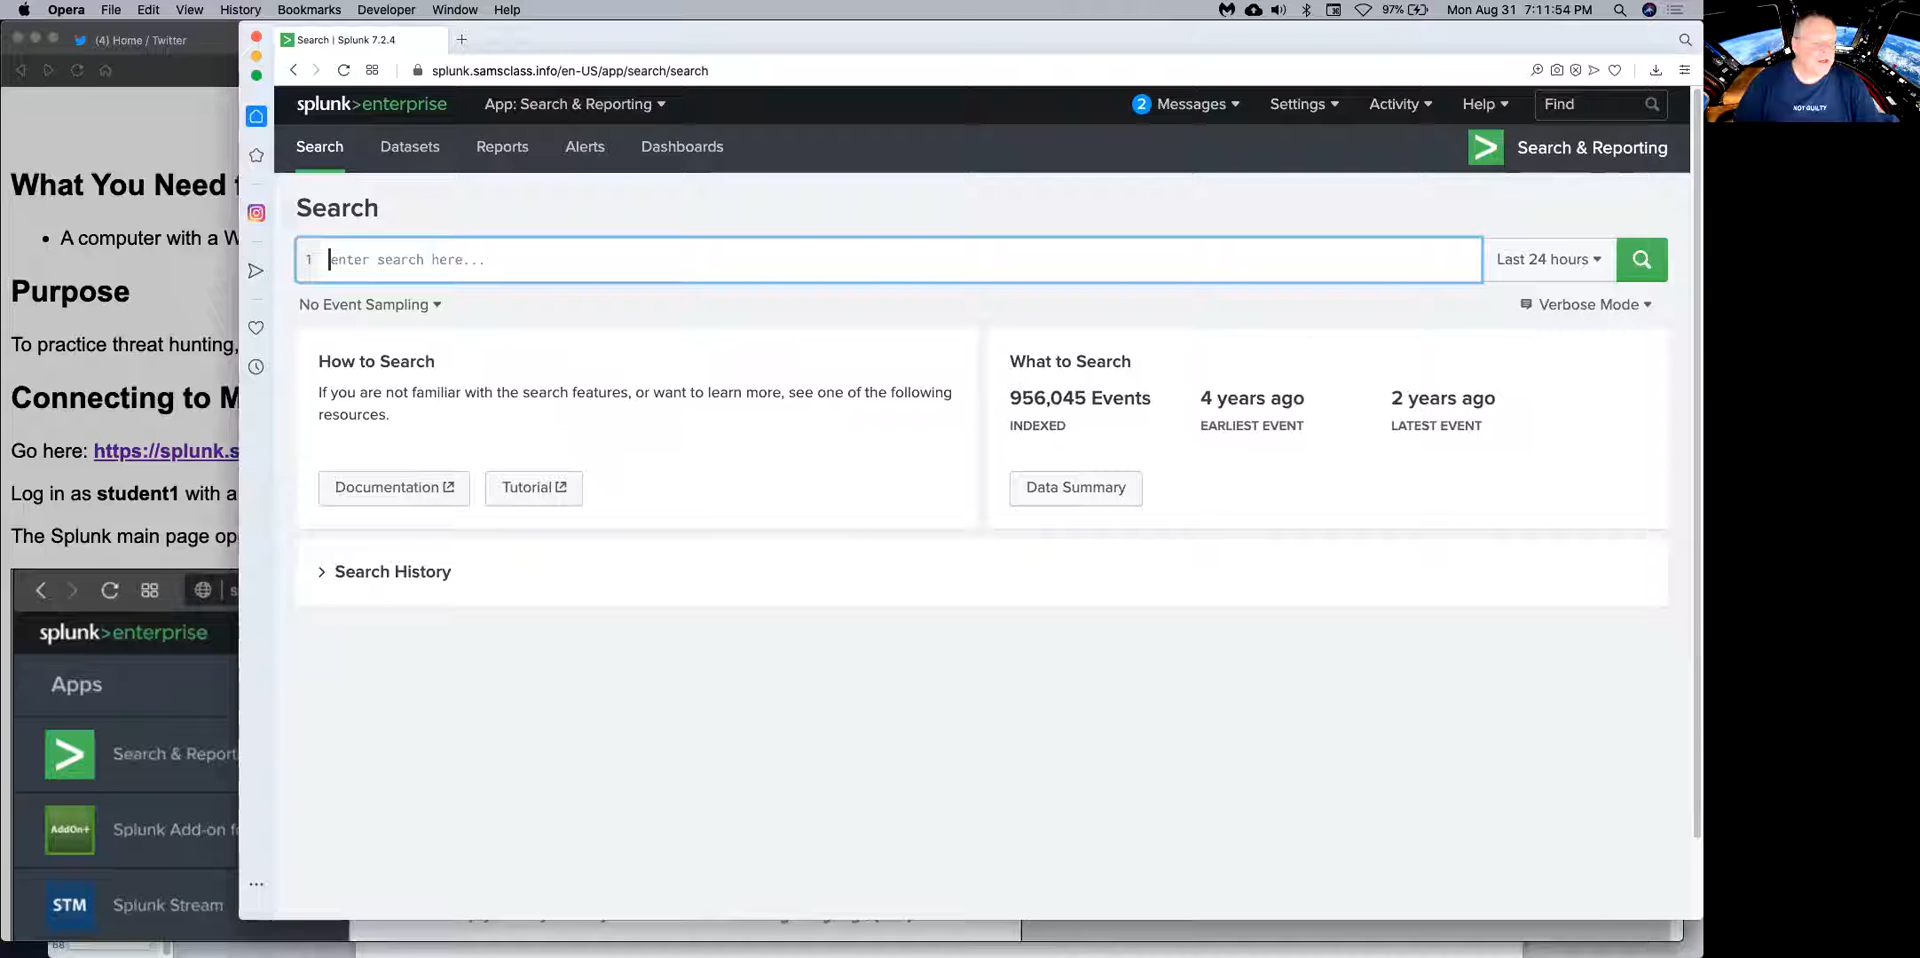 Opera File Edit View History Bookmarks Developer Window Help
97% Mon Aug 31 7:11:54 PM
(4) Home / Twitter
Search | Splunk 7.2.4
splunk.samsclass.info/en-US/app/search/search
splunk>enterprise App: Search & Reporting
2 Messages Settings Activity Help Find
Search Datasets Reports Alerts Dashboards
Search & Reporting
Search
1 enter search here...
Last 24 hours
No Event Sampling
Verbose Mode
How to Search
If you are not familiar with the search features, or want to learn more, see one of the following
resources.
Documentation Tutorial
What to Search
956,045 Events 4 years ago 2 years ago
INDEXED EARLIEST EVENT LATEST EVENT
Data Summary
Search History
What You Need
A computer with a W
Purpose
To practice threat hunting,
Connecting to M
Go here: https://splunk.s
Log in as student1 with a
The Splunk main page op
splunk>enterprise
Apps
Search & Report
AddOn+ Splunk Add-on f
STM Splunk Stream
68
NOT GUILTY